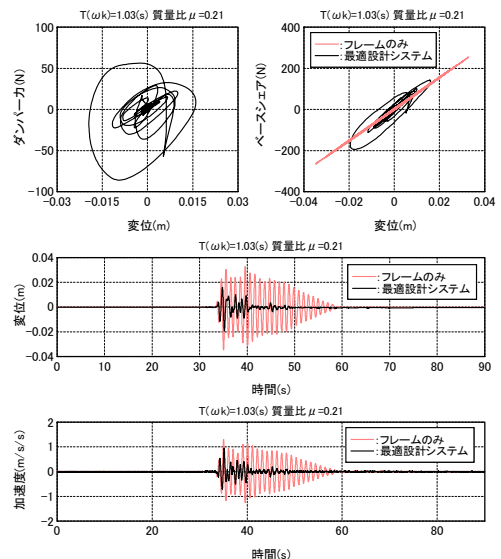 T(ωk)=1.03(s) 質量比μ=0.21
ダンパー力(N)
100
50
0
−50
−100
−0.03
−0.015
0
0.015
0.03
変位(m)
T(ωk)=1.03(s) 質量比μ=0.21
ベースシェア(N)
400
200
0
−200
−400
−0.04
−0.02
0
0.02
0.04
変位(m)
:フレームのみ
:最適設計システム
T(ωk)=1.03(s) 質量比μ=0.21
変位(m)
0.04
0.02
0
−0.02
−0.04
0
10
20
30
40
50
60
70
80
90
時間(s)
:フレームのみ
:最適設計システム
T(ωk)=1.03(s) 質量比μ=0.21
加速度(m/s/s)
2
1
0
−1
−2
0
20
40
60
80
時間(s)
:フレームのみ
:最適設計システム